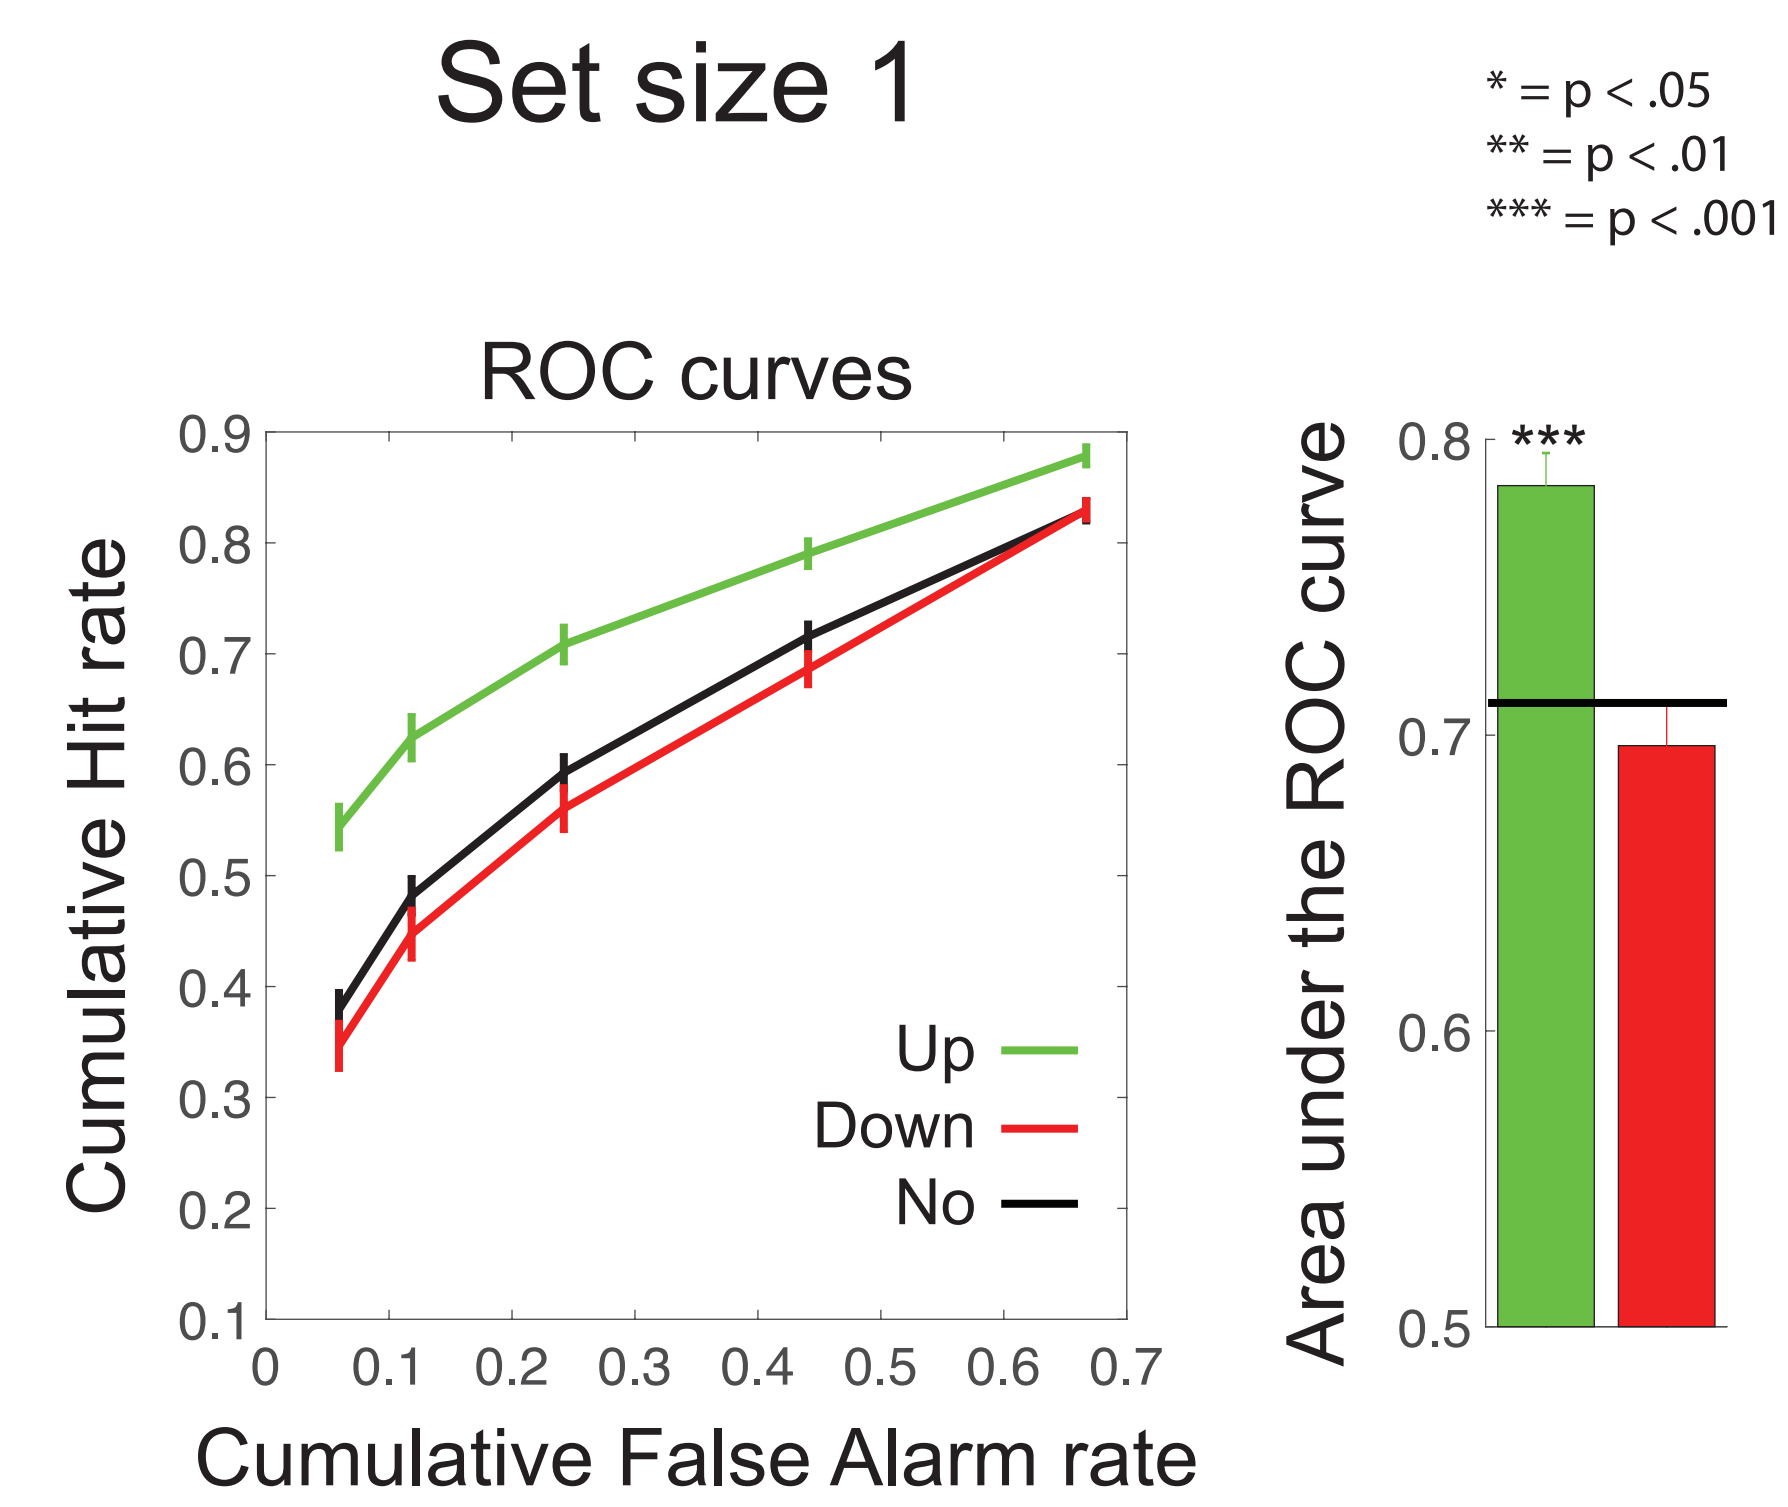 Set size 1
* = p < .05
** = p < .01
*** = p < .001
ROC curves
Cumulative Hit rate
0.9
0.8
0.7
0.6
0.5
0.4
0.3
0.2
0.1
0 0.1 0.2 0.3 0.4 0.5 0.6 0.7
Cumulative False Alarm rate
Up
Down
No
Area under the ROC curve
0.8
0.7
0.6
0.5
***